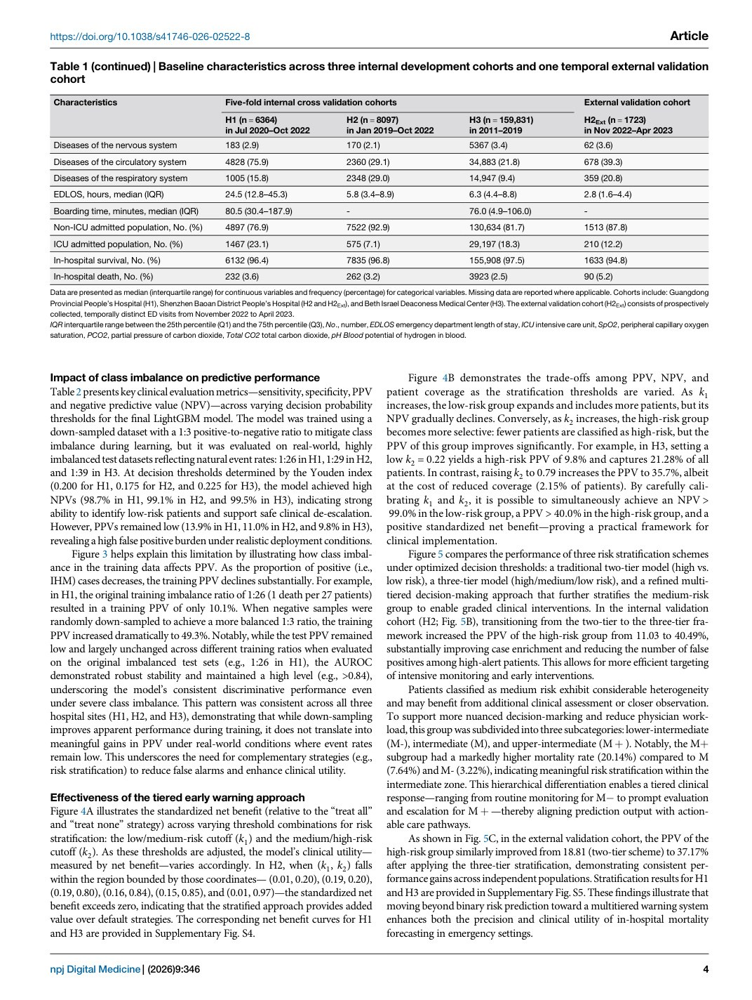 https://doi.org/10.1038/s41746-026-02522-8
Article
Table 1 (continued) | Baseline characteristics across three internal development cohorts and one temporal external validation
cohort
Characteristics Five-fold internal cross validation cohorts External validation cohort
H1 (n = 6364) H2 (n = 8097) H3 (n = 159,831) H2Ext (n = 1723)
in Jul 2020–Oct 2022 in Jan 2019–Oct 2022 in 2011–2019 in Nov 2022–Apr 2023
Diseases of the nervous system 183 (2.9) 170 (2.1) 5367 (3.4) 62 (3.6)
Diseases of the circulatory system 4828 (75.9) 2360 (29.1) 34,883 (21.8) 678 (39.3)
Diseases of the respiratory system 1005 (15.8) 2348 (29.0) 14,947 (9.4) 359 (20.8)
EDLOS, hours, median (IQR) 24.5 (12.8–45.3) 5.8 (3.4–8.9) 6.3 (4.4–8.8) 2.8 (1.6–4.4)
Boarding time, minutes, median (IQR) 80.5 (30.4–187.9) - 76.0 (4.9–106.0) -
Non-ICU admitted population, No. (%) 4897 (76.9) 7522 (92.9) 130,634 (81.7) 1513 (87.8)
ICU admitted population, No. (%) 1467 (23.1) 575 (7.1) 29,197 (18.3) 210 (12.2)
In-hospital survival, No. (%) 6132 (96.4) 7835 (96.8) 155,908 (97.5) 1633 (94.8)
In-hospital death, No. (%) 232 (3.6) 262 (3.2) 3923 (2.5) 90 (5.2)
Data are presented as median (interquartile range) for continuous variables and frequency (percentage) for categorical variables. Missing data are reported where applicable. Cohorts include: Guangdong
Provincial People's Hospital (H1), Shenzhen Baoan District People's Hospital (H2 and H2Ext), and Beth Israel Deaconess Medical Center (H3). The external validation cohort (H2Ext) consists of prospectively
collected, temporally distinct ED visits from November 2022 to April 2023.
IQR interquartile range between the 25th percentile (Q1) and the 75th percentile (Q3), No., number, EDLOS emergency department length of stay, ICU intensive care unit, SpO2, peripheral capillary oxygen
saturation, PCO2, partial pressure of carbon dioxide, Total CO2 total carbon dioxide, pH Blood potential of hydrogen in blood.
Impact of class imbalance on predictive performance
Table 2 presents key clinical evaluation metrics—sensitivity, specificity, PPV
and negative predictive value (NPV)—across varying decision probability
thresholds for the final LightGBM model. The model was trained using a
down-sampled dataset with a 1:3 positive-to-negative ratio to mitigate class
imbalance during learning, but it was evaluated on real-world, highly
imbalanced test datasets reflecting natural event rates: 1:26 in H1, 1:29 in H2,
and 1:39 in H3. At decision thresholds determined by the Youden index
(0.200 for H1, 0.175 for H2, and 0.225 for H3), the model achieved high
NPVs (98.7% in H1, 99.1% in H2, and 99.5% in H3), indicating strong
ability to identify low-risk patients and support safe clinical de-escalation.
However, PPVs remained low (13.9% in H1, 11.0% in H2, and 9.8% in H3),
revealing a high false positive burden under realistic deployment conditions.
Figure 3 helps explain this limitation by illustrating how class imbal-
ance in the training data affects PPV. As the proportion of positive (i.e.,
IHM) cases decreases, the training PPV declines substantially. For example,
in H1, the original training imbalance ratio of 1:26 (1 death per 27 patients)
resulted in a training PPV of only 10.1%. When negative samples were
randomly down-sampled to achieve a more balanced 1:3 ratio, the training
PPV increased dramatically to 49.3%. Notably, while the test PPV remained
low and largely unchanged across different training ratios when evaluated
on the original imbalanced test sets (e.g., 1:26 in H1), the AUROC
demonstrated robust stability and maintained a high level (e.g., >0.84),
underscoring the model's consistent discriminative performance even
under severe class imbalance. This pattern was consistent across all three
hospital sites (H1, H2, and H3), demonstrating that while down-sampling
improves apparent performance during training, it does not translate into
meaningful gains in PPV under real-world conditions where event rates
remain low. This underscores the need for complementary strategies (e.g.,
risk stratification) to reduce false alarms and enhance clinical utility.
Effectiveness of the tiered early warning approach
Figure 4A illustrates the standardized net benefit (relative to the “treat all”
and “treat none” strategy) across varying threshold combinations for risk
stratification: the low/medium-risk cutoff (k1) and the medium/high-risk
cutoff (k2). As these thresholds are adjusted, the model's clinical utility—
measured by net benefit—varies accordingly. In H2, when (k1, k2) falls
within the region bounded by those coordinates— (0.01, 0.20), (0.19, 0.20),
(0.19, 0.80), (0.16, 0.84), (0.15, 0.85), and (0.01, 0.97)—the standardized net
benefit exceeds zero, indicating that the stratified approach provides added
value over default strategies. The corresponding net benefit curves for H1
and H3 are provided in Supplementary Fig. S4.
Figure 4B demonstrates the trade-offs among PPV, NPV, and
patient coverage as the stratification thresholds are varied. As k1
increases, the low-risk group expands and includes more patients, but its
NPV gradually declines. Conversely, as k2 increases, the high-risk group
becomes more selective: fewer patients are classified as high-risk, but the
PPV of this group improves significantly. For example, in H3, setting a
low k2 = 0.22 yields a high-risk PPV of 9.8% and captures 21.28% of all
patients. In contrast, raising k2 to 0.79 increases the PPV to 35.7%, albeit
at the cost of reduced coverage (2.15% of patients). By carefully cali-
brating k1 and k2, it is possible to simultaneously achieve an NPV >
99.0% in the low-risk group, a PPV > 40.0% in the high-risk group, and a
positive standardized net benefit—proving a practical framework for
clinical implementation.
Figure 5 compares the performance of three risk stratification schemes
under optimized decision thresholds: a traditional two-tier model (high vs.
low risk), a three-tier model (high/medium/low risk), and a refined multi-
tiered decision-making approach that further stratifies the medium-risk
group to enable graded clinical interventions. In the internal validation
cohort (H2; Fig. 5B), transitioning from the two-tier to the three-tier fra-
mework increased the PPV of the high-risk group from 11.03 to 40.49%,
substantially improving case enrichment and reducing the number of false
positives among high-alert patients. This allows for more efficient targeting
of intensive monitoring and early interventions.
Patients classified as medium risk exhibit considerable heterogeneity
and may benefit from additional clinical assessment or closer observation.
To support more nuanced decision-marking and reduce physician work-
load, this group was subdivided into three subcategories: lower-intermediate
(M-), intermediate (M), and upper-intermediate (M + ). Notably, the M+
subgroup had a markedly higher mortality rate (20.14%) compared to M
(7.64%) and M- (3.22%), indicating meaningful risk stratification within the
intermediate zone. This hierarchical differentiation enables a tiered clinical
response—ranging from routine monitoring for M− to prompt evaluation
and escalation for M + —thereby aligning prediction output with action-
able care pathways.
As shown in Fig. 5C, in the external validation cohort, the PPV of the
high-risk group similarly improved from 18.81 (two-tier scheme) to 37.17%
after applying the three-tier stratification, demonstrating consistent per-
formance gains across independent populations. Stratification results for H1
and H3 are provided in Supplementary Fig. S5. These findings illustrate that
moving beyond binary risk prediction toward a multitiered warning system
enhances both the precision and clinical utility of in-hospital mortality
forecasting in emergency settings.
npj Digital Medicine | (2026)9:346
4